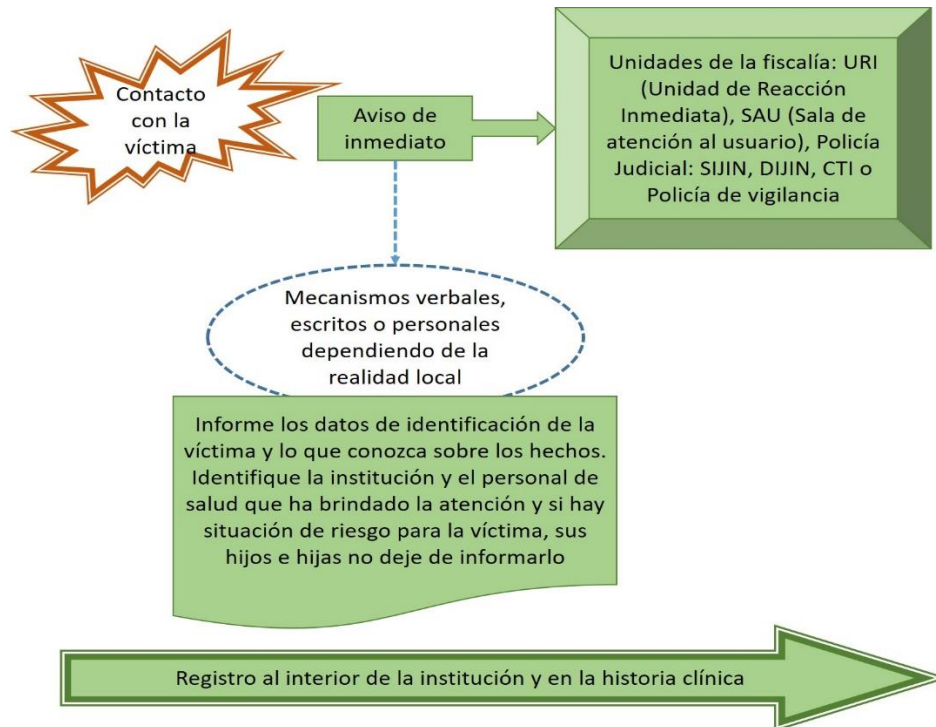 Contacto
con la
víctima
Aviso de
inmediato
Unidades de la fiscalía: URI
(Unidad de Reacción
Inmediata), SAU (Sala de
atención al usuario), Policía
Judicial: SIJIN, DIJIN, CTI o
Policía de vigilancia
Mecanismos verbales,
escritos o personales
dependiendo de la
realidad local
Informe los datos de identificación de la
víctima y lo que conozca sobre los hechos.
Identifique la institución y el personal de
salud que ha brindado la atención y si hay
situación de riesgo para la víctima, sus
hijos e hijas no deje de informarlo
Registro al interior de la institución y en la historia clínica